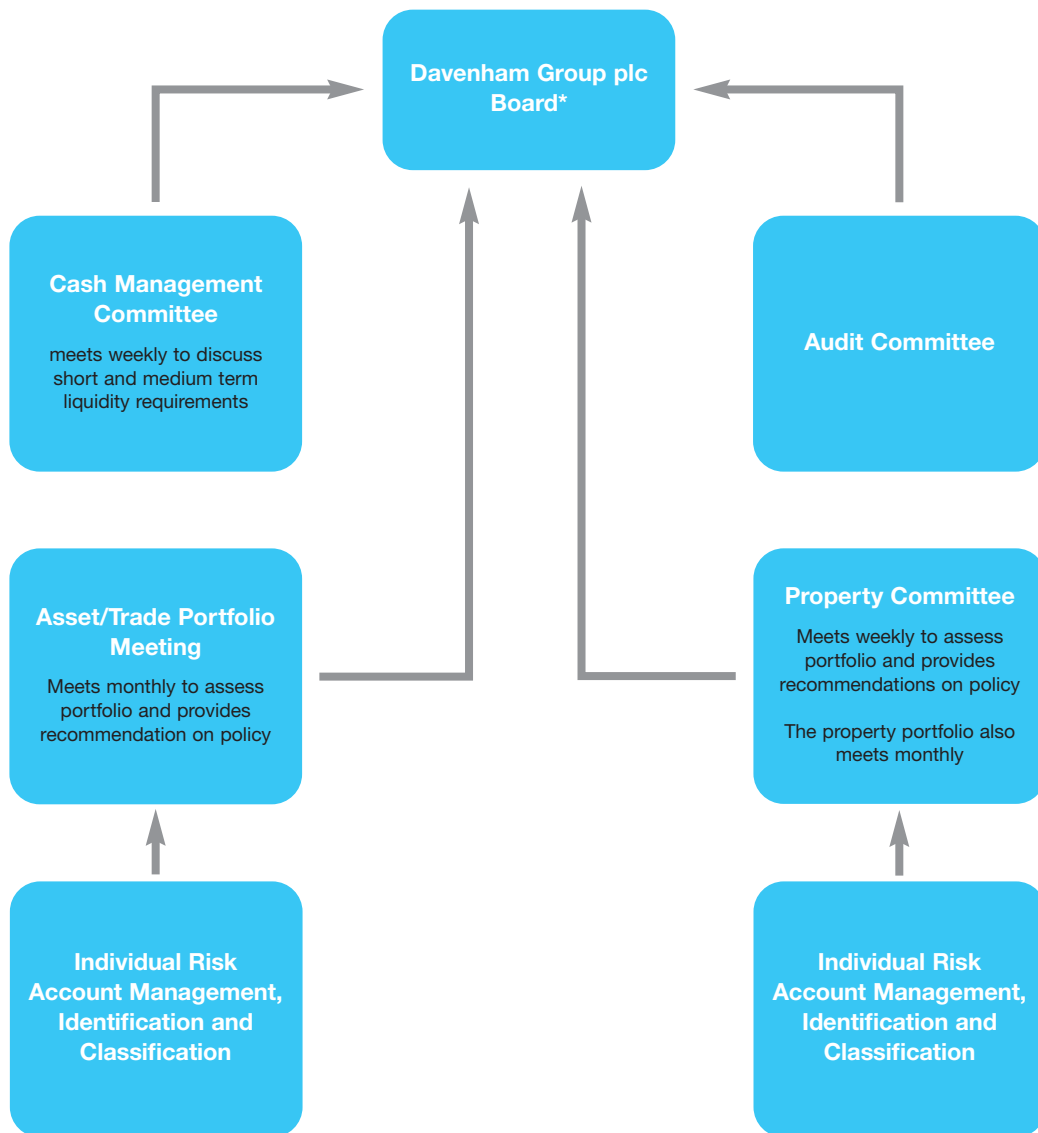 Davenham Group plc
Board*
Cash Management
Committee
meets weekly to discuss
short and medium term
liquidity requirements
Audit Committee
Asset/Trade Portfolio
Meeting
Meets monthly to assess
portfolio and provides
recommendation on policy
Property Committee
Meets weekly to assess
portfolio and provides
recommendations on policy
The property portfolio also
meets monthly
Individual Risk
Account Management,
Identification and
Classification
Individual Risk
Account Management,
Identification and
Classification